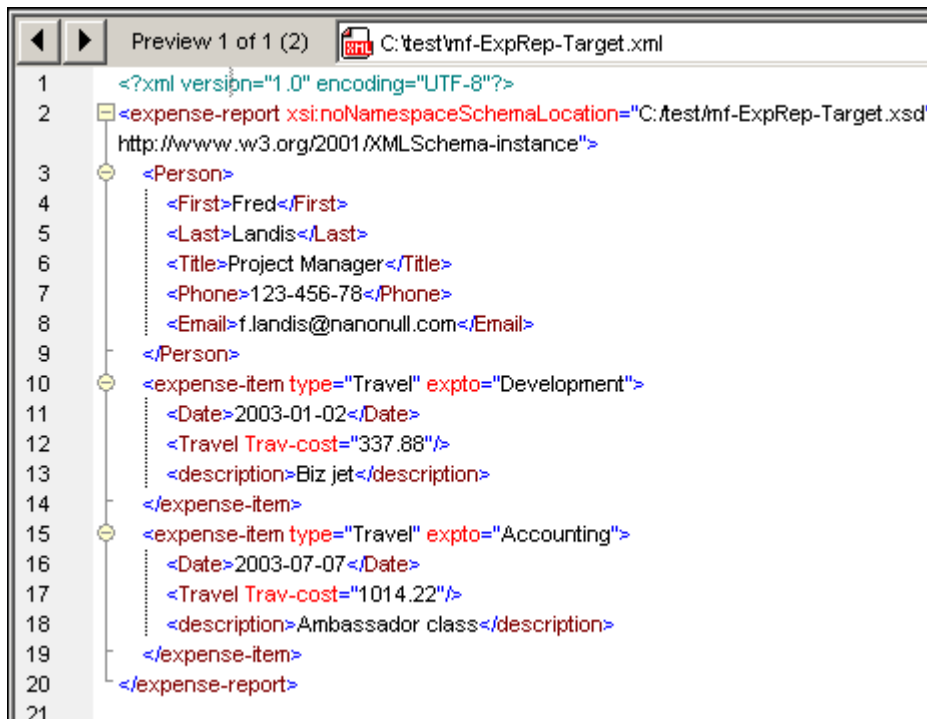 Preview 1 of 1 (2) XML C:\test\mf-ExpRep-Target.xml
1 <?xml version="1.0" encoding="UTF-8"?>
2 <expense-report xsi:noNamespaceSchemaLocation="C:/test/mf-ExpRep-Target.xsd"
http://www.w3.org/2001/XMLSchema-instance">
3 <Person>
4 <First>Fred</First>
5 <Last>Landis</Last>
6 <Title>Project Manager</Title>
7 <Phone>123-456-78</Phone>
8 <Email>f.landis@nanonull.com</Email>
9 </Person>
10 <expense-item type="Travel" expto="Development">
11 <Date>2003-01-02</Date>
12 <Travel Trav-cost="337.88"/>
13 <description>Biz jet</description>
14 </expense-item>
15 <expense-item type="Travel" expto="Accounting">
16 <Date>2003-07-07</Date>
17 <Travel Trav-cost="1014.22"/>
18 <description>Ambassador class</description>
19 </expense-item>
20 </expense-report>
21